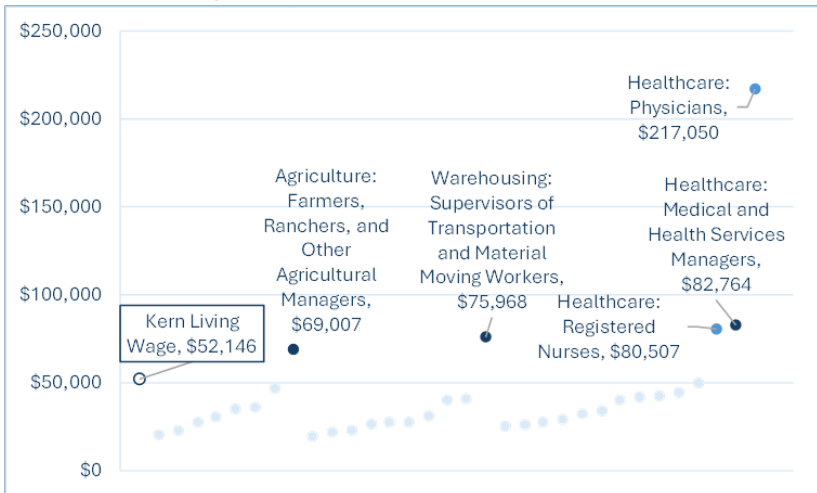 $250,000
$200,000
$150,000
$100,000
$50,000
$0
Kern Living
Wage, $52,146
Agriculture:
Farmers,
Ranchers, and
Other
Agricultural
Managers,
$69,007
Warehousing:
Supervisors of
Transportation
and Material
Moving Workers,
$75,968
Healthcare:
Registered
Nurses, $80,507
Healthcare:
Physicians,
$217,050
Healthcare:
Medical and
Health Services
Managers,
$82,764